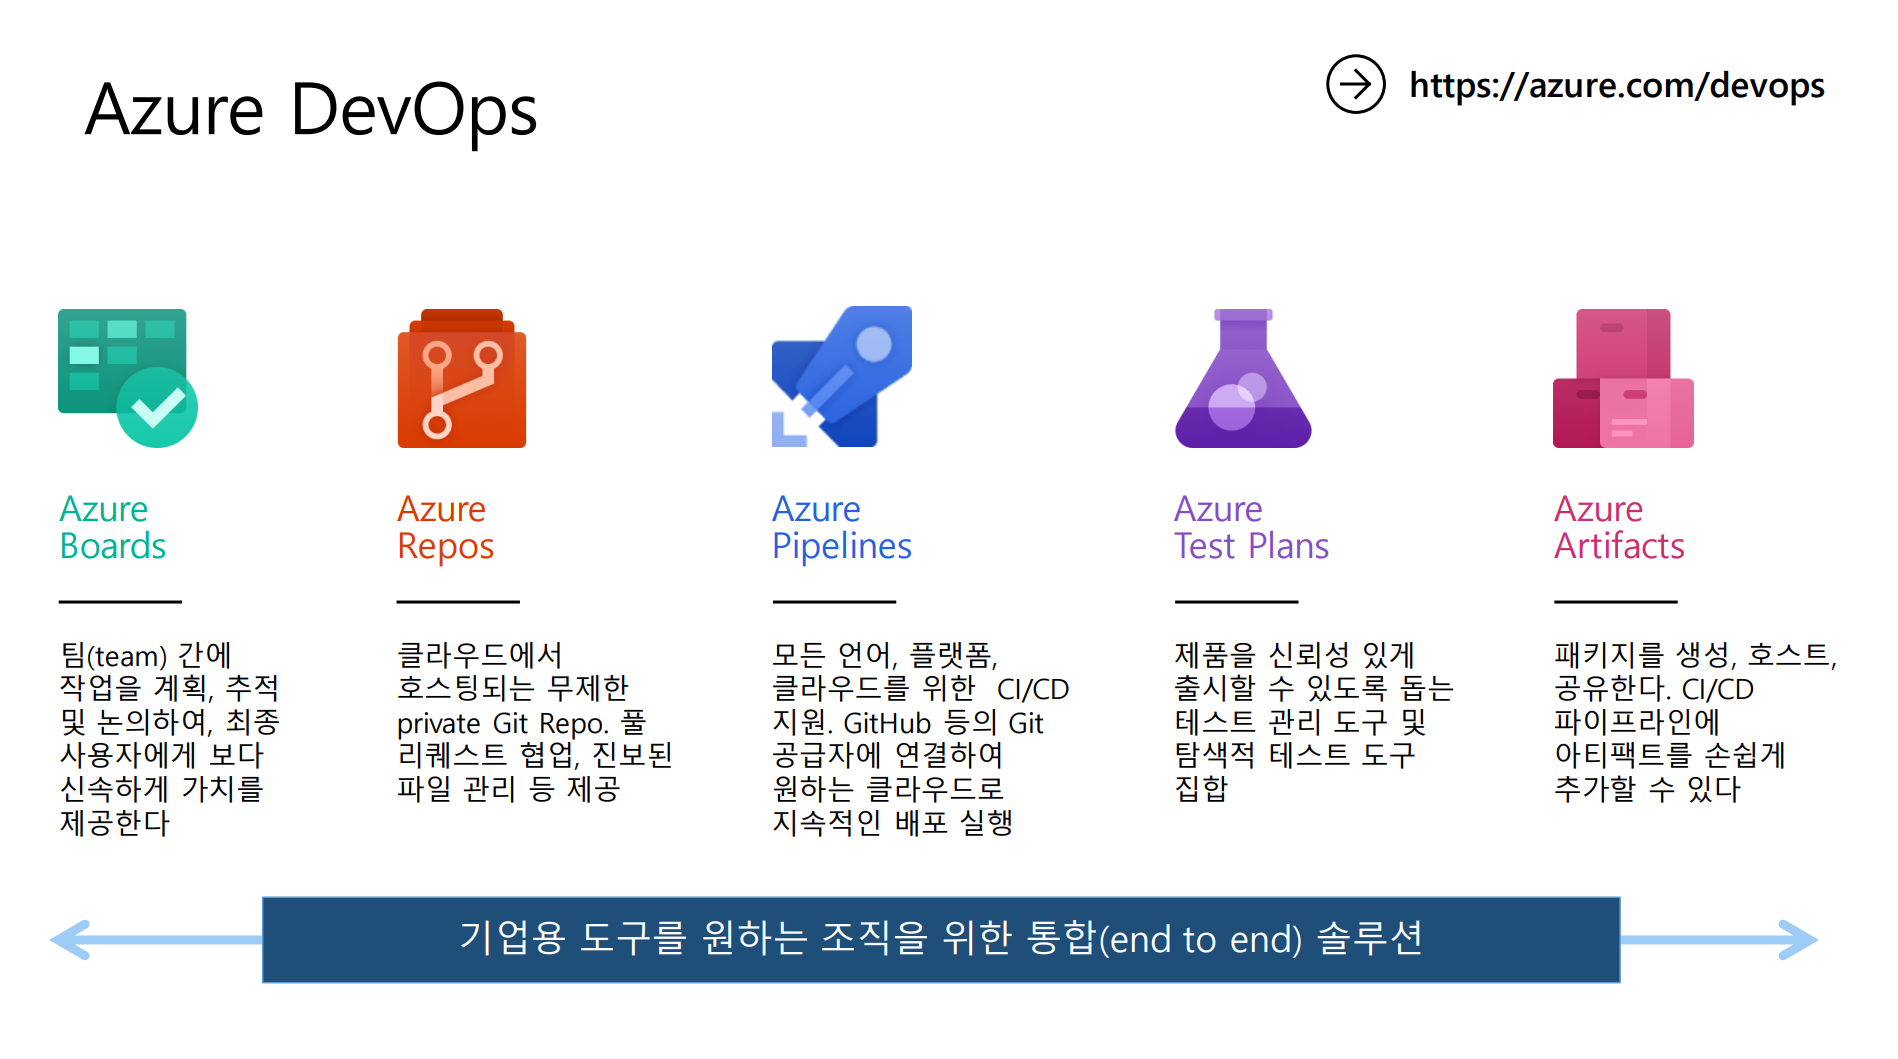 Azure DevOps
https://azure.com/devops
Azure
Boards
팀(team) 간에
작업을 계획, 추적
및 논의하여, 최종
사용자에게 보다
신속하게 가치를
제공한다
Azure
Repos
클라우드에서
호스팅되는 무제한
private Git Repo. 풀
리퀘스트 협업, 진보된
파일 관리 등 제공
Azure
Pipelines
모든 언어, 플랫폼,
클라우드를 위한 CI/CD
지원. GitHub 등의 Git
공급자에 연결하여
원하는 클라우드로
지속적인 배포 실행
Azure
Test Plans
제품을 신뢰성 있게
출시할 수 있도록 돕는
테스트 관리 도구 및
탐색적 테스트 도구
집합
Azure
Artifacts
패키지를 생성, 호스트,
공유한다. CI/CD
파이프라인에
아티팩트를 손쉽게
추가할 수 있다
기업용 도구를 원하는 조직을 위한 통합(end to end) 솔루션